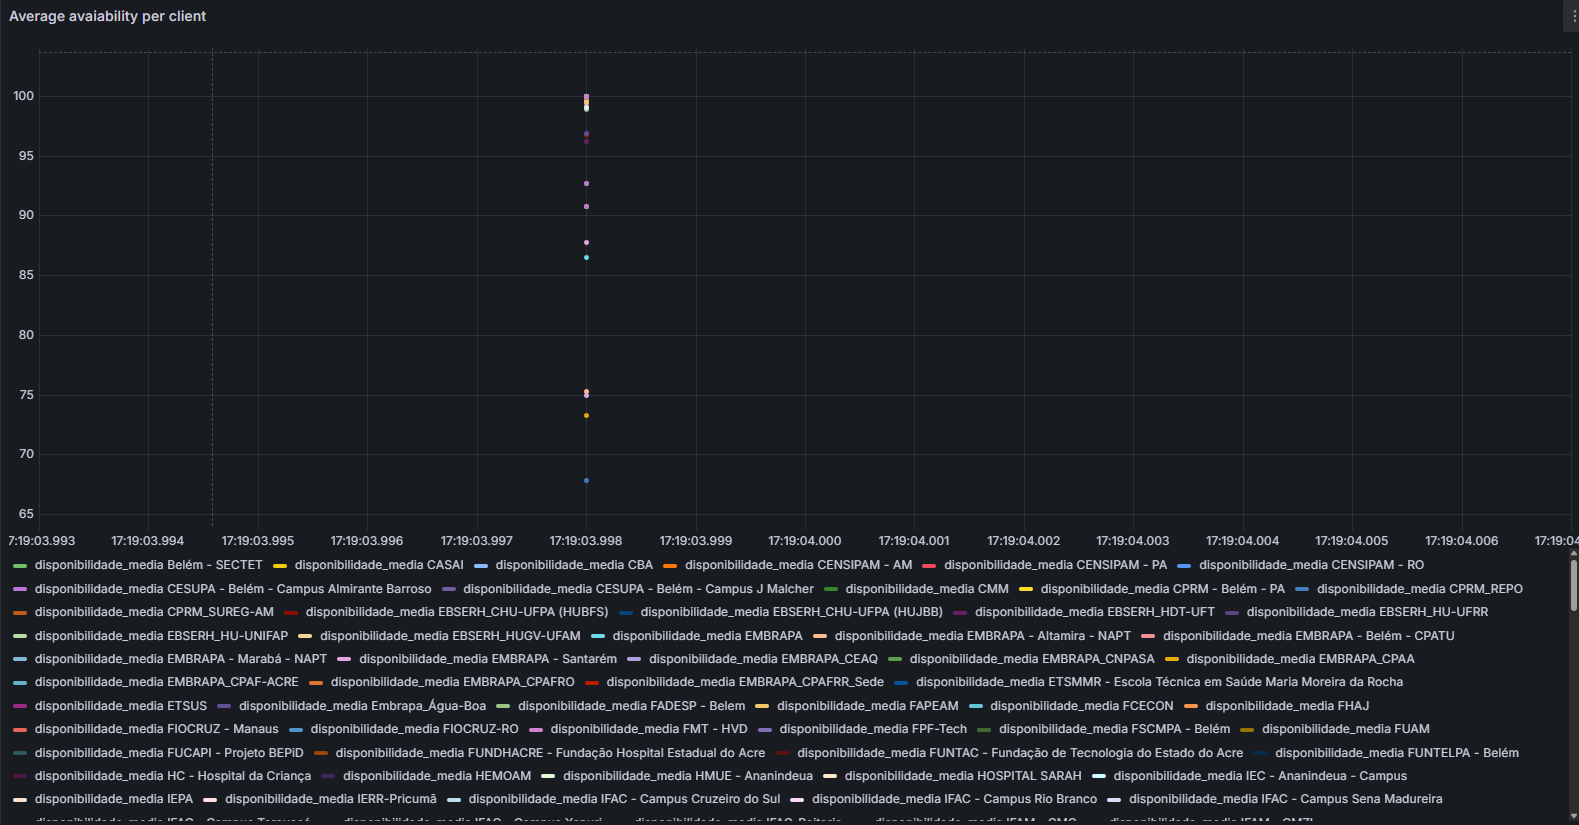 Average avaiability per client
100
95
90
85
80
75
70
65
7:19:03.993 17:19:03.994 17:19:03.995 17:19:03.996 17:19:03.997 17:19:03.998 17:19:03.999 17:19:04.000 17:19:04.001 17:19:04.002 17:19:04.003 17:19:04.004 17:19:04.005 17:19:04.006 17:19:04
disponibilidade_media Belém - SECTET disponibilidade_media CASAI disponibilidade_media CBA disponibilidade_media CENSIPAM - AM disponibilidade_media CENSIPAM - PA disponibilidade_media CENSIPAM - RO
disponibilidade_media CESUPA - Belém - Campus Almirante Barroso disponibilidade_media CESUPA - Belém - Campus J Malcher disponibilidade_media CMM disponibilidade_media CPRM - Belém - PA disponibilidade_media CPRM_REPO
disponibilidade_media CPRM_SUREG-AM disponibilidade_media EBSERH_CHU-UFPA (HUBFS) disponibilidade_media EBSERH_CHU-UFPA (HUJBB) disponibilidade_media EBSERH_HDT-UFT disponibilidade_media EBSERH_HU-UFRR
disponibilidade_media EBSERH_HU-UNIFAP disponibilidade_media EBSERH_HUGV-UFAM disponibilidade_media EMBRAPA disponibilidade_media EMBRAPA - Altamira - NAPT disponibilidade_media EMBRAPA - Belém - CPATU
disponibilidade_media EMBRAPA - Marabá - NAPT disponibilidade_media EMBRAPA - Santarém disponibilidade_media EMBRAPA_CEAQ disponibilidade_media EMBRAPA_CNPASA disponibilidade_media EMBRAPA_CPAA
disponibilidade_media EMBRAPA_CPAF-ACRE disponibilidade_media EMBRAPA_CPAFRO disponibilidade_media EMBRAPA_CPAFRR_Sede disponibilidade_media ETSMMR - Escola Técnica em Saúde Maria Moreira da Rocha
disponibilidade_media ETSUS disponibilidade_media Embrapa_Água-Boa disponibilidade_media FADESP - Belem disponibilidade_media FAPEAM disponibilidade_media FCECON disponibilidade_media FHAJ
disponibilidade_media FIOCRUZ - Manaus disponibilidade_media FIOCRUZ-RO disponibilidade_media FMT - HVD disponibilidade_media FPF-Tech disponibilidade_media FSCMPA - Belém disponibilidade_media FUAM
disponibilidade_media FUCAPI - Projeto BEPiD disponibilidade_media FUNDHACRE - Fundação Hospital Estadual do Acre disponibilidade_media FUNTAC - Fundação de Tecnologia do Estado do Acre disponibilidade_media FUNTELPA - Belém
disponibilidade_media HC - Hospital da Criança disponibilidade_media HEMOAM disponibilidade_media HMUE - Ananindeua disponibilidade_media HOSPITAL SARAH disponibilidade_media IEC - Ananindeua - Campus
disponibilidade_media IEPA disponibilidade_media IERR-Pricumã disponibilidade_media IFAC - Campus Cruzeiro do Sul disponibilidade_media IFAC - Campus Rio Branco disponibilidade_media IFAC - Campus Sena Madureira